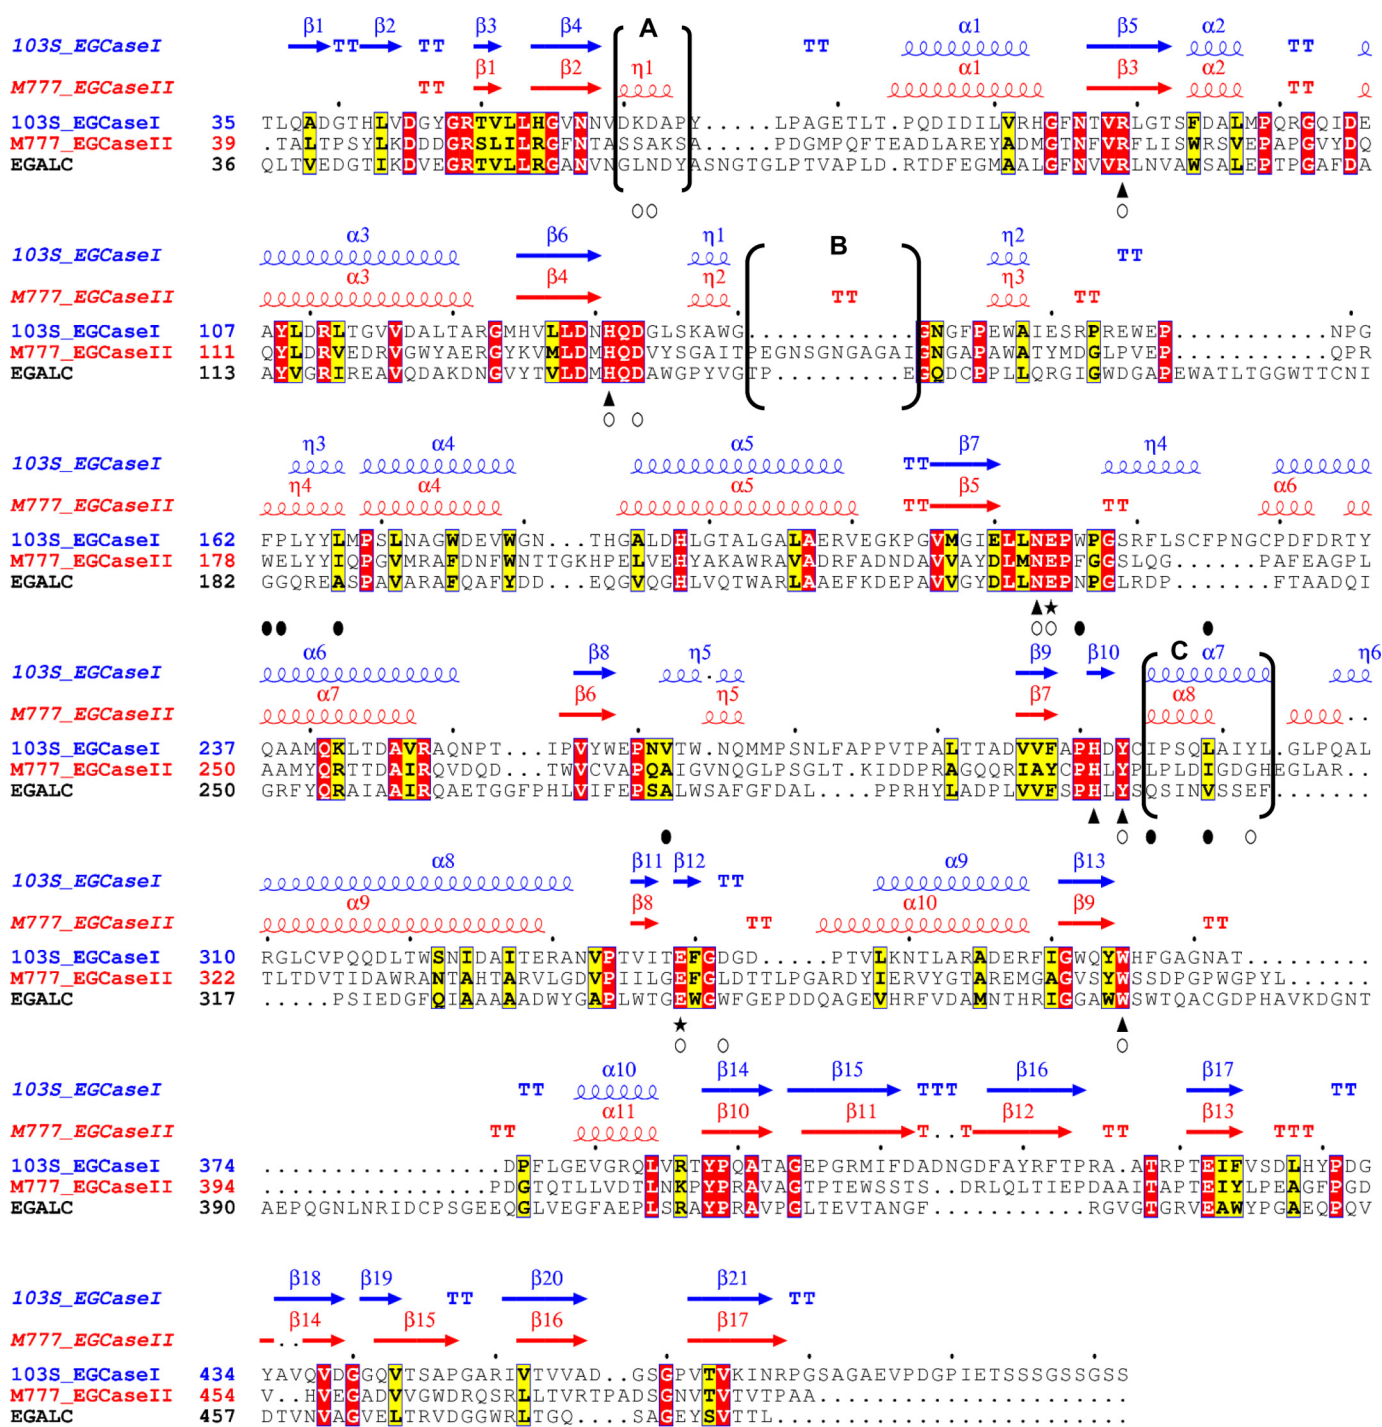 β1 β2 β3 β4 A α1 β5 α2
103S_EGCaseI TT TT TT TT
β1 β2 η1 α1 β3 α2
M777_EGCaseII TT TT
103S_EGCaseI 35 TLQADGTHLVDGYGRTVLLHGVNNVDKDAPY.....LPAGETLT.PQDIDILVRHGFNTVRLGTSFDALMPQRGQIDE
M777_EGCaseII 39 .TALTPSYLKDDDGRSLILRGFNTASSAKSA.....PDGMPQFTEADLAREYADMGTNFVRFLISWRSVEPAPGVYDQ
EGALC 36 QLTVEDGTIKDVEGRTVLLRGANVNGLNDYASNGTGLPTVAPLD.RTDFEGMAALGFNVVRLNVAWSALEPTPGAFDA
α3 β6 η1 B η2
103S_EGCaseI TT
α3 β4 η2 η3
M777_EGCaseII TT TT
103S_EGCaseI 107 AYLDRLTGVVDALTARGMHVLLDNHQDGLSKAWG............GNGFPEWAIESRPREWEP...........NPG
M777_EGCaseII 111 QYLDRVEDRVGWYAERGYKVMLDMHQDVYSGAITPEGNSGNGAGAIGNGAPAWATYMDGLPVEP...........QPR
EGALC 113 AYVGRIREAVQDAKDNGVYTVLDMHQDAWGPYVGTP.........EGQDCPPLLQRGIGWDGAPEWATLTGGWTTCNI
η3 α4 α5 β7 η4
103S_EGCaseI TT
η4 α4 α5 β5 α6
M777_EGCaseII TT TT
103S_EGCaseI 162 FPLYYLMPSLNAGWDEVWGN...THGALDHLGTALGALAERVEGKPGVMGIELLNEPWPGSRFLSCFPNGCPDFDRTY
M777_EGCaseII 178 WELYYIQPGVMRAFDNFWNTTGKHPELVEHYAKAWRAVADRFADNDAVVAYDLMNEPFGGSLQG......PAFEAGPL
EGALC 182 GGQREASPAVARAFQAFYDD...EQGVQGHLVQTWARLAAEFKDEPAVVGYDLLNEPNPGLRDP.......FTAADQI
α6 β8 η5 β9 β10 C α7 η6
103S_EGCaseI
α7 β6 η5 β7 α8
M777_EGCaseII
103S_EGCaseI 237 QAAMQKLTDAVRAQNPT...IPVYWEPNVTW.NQMMPSNLFAPPVTPALTTADVVFAPHDYCIPSQLAIYL.GLPQAL
M777_EGCaseII 250 AAMYQRTTDAIRQVDQD...TWVCVAPQAIGVNQGLPSGLT.KIDDPRAGQQRIAYCPHLYPLPLDIGDGHEGLAR..
EGALC 250 GRFYQRAIAAIRQAETGGFPHLVIFEPSALWSAFGFDAL....PPRHYLADPLVVFSPHLYSQSINVSSEF.......
α8 β11 β12 α9 β13
103S_EGCaseI TT
α9 β8 α10 β9
M777_EGCaseII TT TT
103S_EGCaseI 310 RGLCVPQQDLTWSNIDAITERANVPTVITEFGDGD.....PTVLKNTLARADERFIGWQYWHFGAGNAT.........
M777_EGCaseII 322 TLTDVTIDAWRANTAHTARVLGDVPIILGEFGLDTTLPGARDYIERVYGTAREMGAGVSYWSSDPGPWGPYL......
EGALC 317 .....PSIEDGFQIAAAAADWYGAPLWTGEWGWFGEPDDQAGEVHRFVDAMNTHRIGGAWWSWTQACGDPHAVKDGNT
α10 β14 β15 β16 β17
103S_EGCaseI TT TTT TT
α11 β10 β11 β12 β13
M777_EGCaseII TT T..T TT TTT
103S_EGCaseI 374 .................DPFLGEVGRQLVRTYPQATAGEPGRMIFDADNGDFAYRFTPRA.ATRPTEIFVSDLHYPDG
M777_EGCaseII 394 ................PDGTQTLLVDTLNKPYPRAVAGTPTEWSSTS..DRLQLTIEPDAAITAPTEIYLPEAGFPGD
EGALC 390 AEPQGNLNRIDCPSGEEQGLVEGFAEPLSRAYPRAVPGLTEVTANGF...........RGVGTGRVEAWYPGAEQPQV
β18 β19 β20 β21
103S_EGCaseI TT TT
β14 β15 β16 β17
M777_EGCaseII
103S_EGCaseI 434 YAVQVDGGQVTSAPGARIVTVVAD..GSGPVTVKINRPGSAGAEVPDGPIETSSSGSSGSS
M777_EGCaseII 454 V..HVEGADVVGWDRQSRLLTVRTPADSGNVTVTVTPAA......................
EGALC 457 DTVNVAGVELTRVDGGWRLTGQ....SAGEYSVTTL.........................